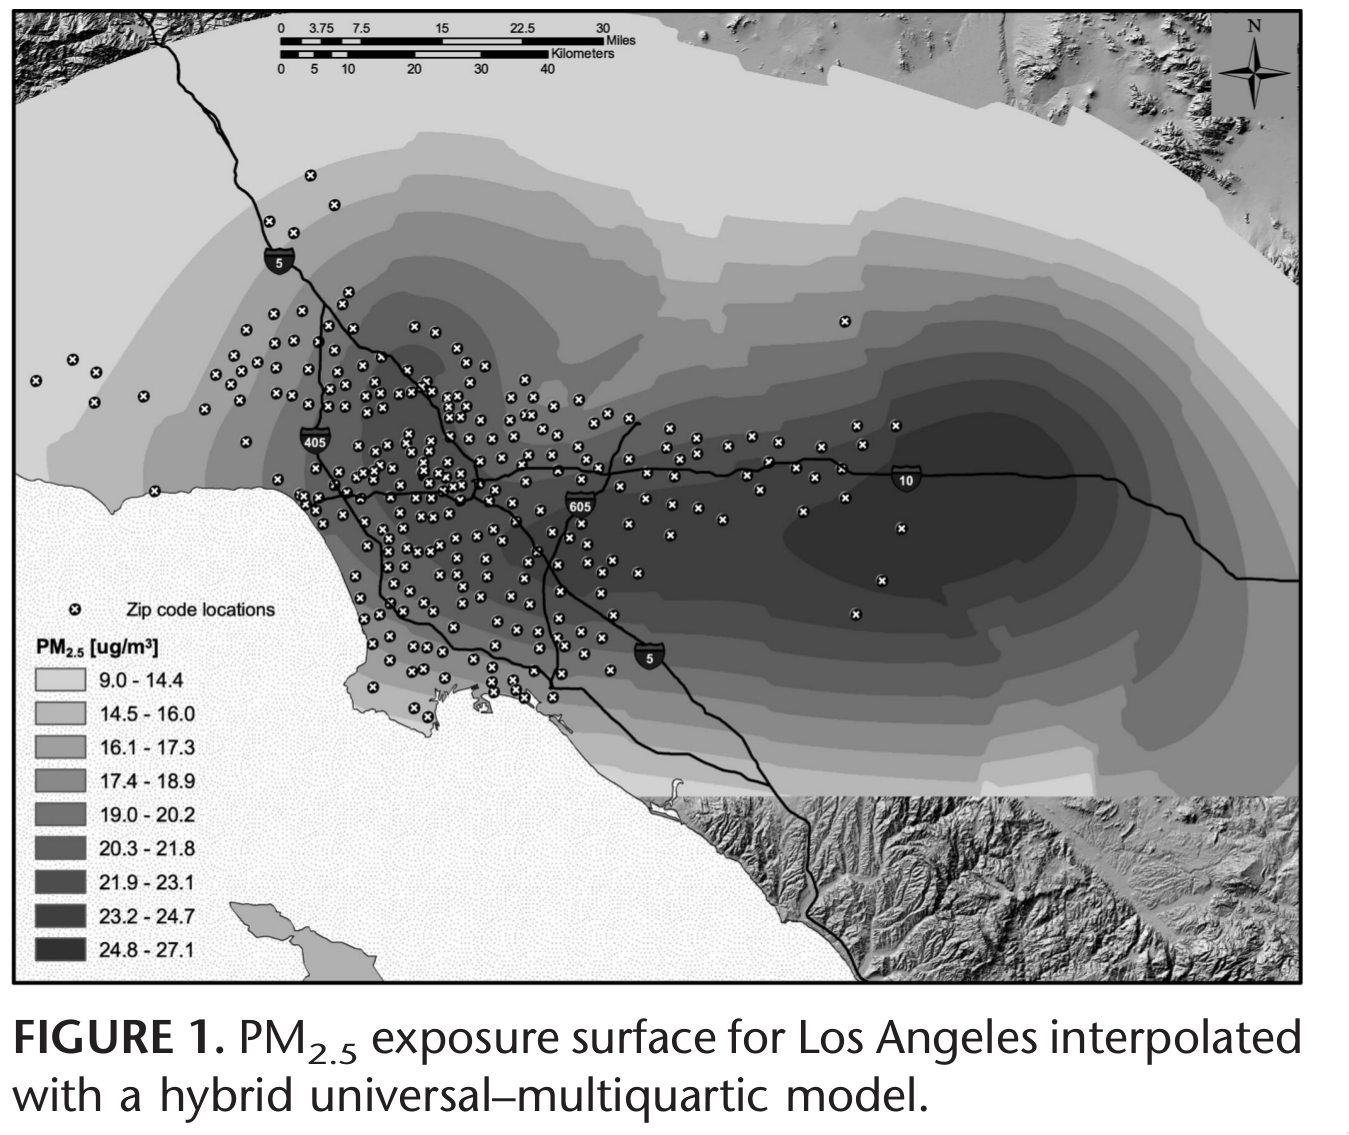 N
0 3.75 7.5 15 22.5 30
Miles
Kilometers
0 5 10 20 30 40
5
405
10
605
5
Zip code locations
PM2.5 [ug/m³]
9.0 - 14.4
14.5 - 16.0
16.1 - 17.3
17.4 - 18.9
19.0 - 20.2
20.3 - 21.8
21.9 - 23.1
23.2 - 24.7
24.8 - 27.1
FIGURE 1. PM2.5 exposure surface for Los Angeles interpolated
with a hybrid universal–multiquartic model.